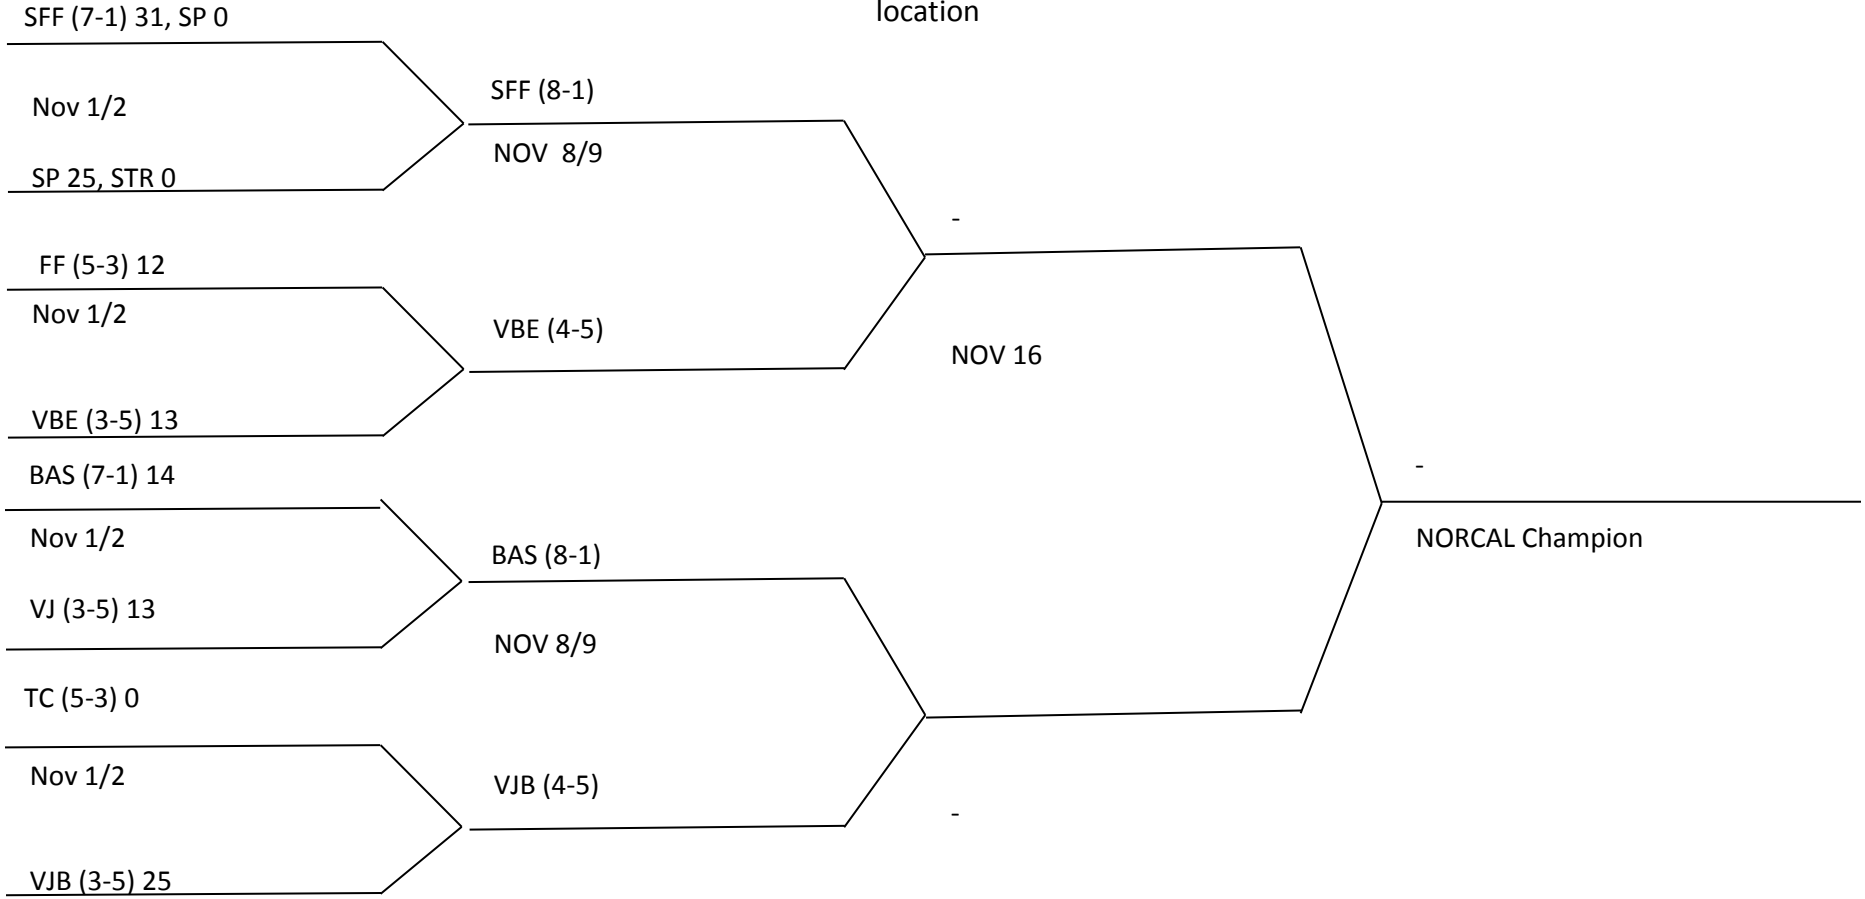 location
SFF (7-1) 31, SP 0
Nov 1/2
SP 25, STR 0
FF (5-3) 12
Nov 1/2
VBE (3-5) 13
BAS (7-1) 14
Nov 1/2
VJ (3-5) 13
TC (5-3) 0
Nov 1/2
VJB (3-5) 25
SFF (8-1)
NOV  8/9
VBE (4-5)
BAS (8-1)
NOV 8/9
VJB (4-5)
-
NOV 16
-
-
NORCAL Champion